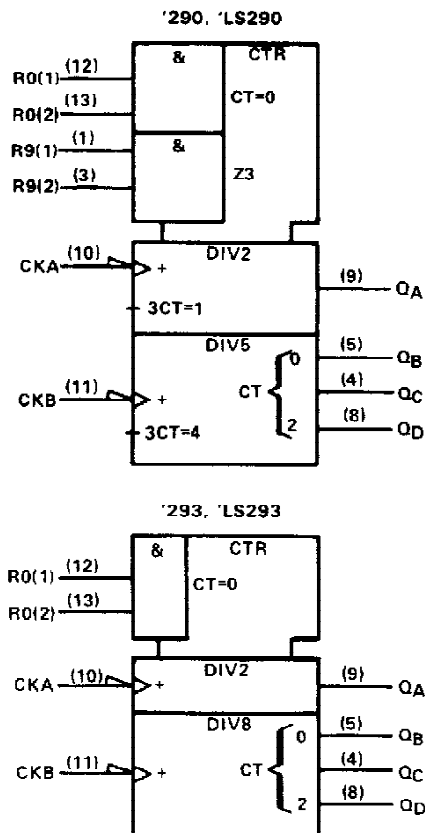 '290, 'LS290
& CTR
R0(1) (12)
CT=0
R0(2) (13)
R9(1) (1) &
Z3
R9(2) (3)
DIV2
CKA (10) + (9) QA
3CT=1
DIV5
0 (5) QB
CKB (11) + CT (4) QC
2 (8) QD
3CT=4
'293, 'LS293
& CTR
R0(1) (12)
CT=0
R0(2) (13)
DIV2
CKA (10) + (9) QA
DIV8
0 (5) QB
CKB (11) + CT (4) QC
2 (8) QD